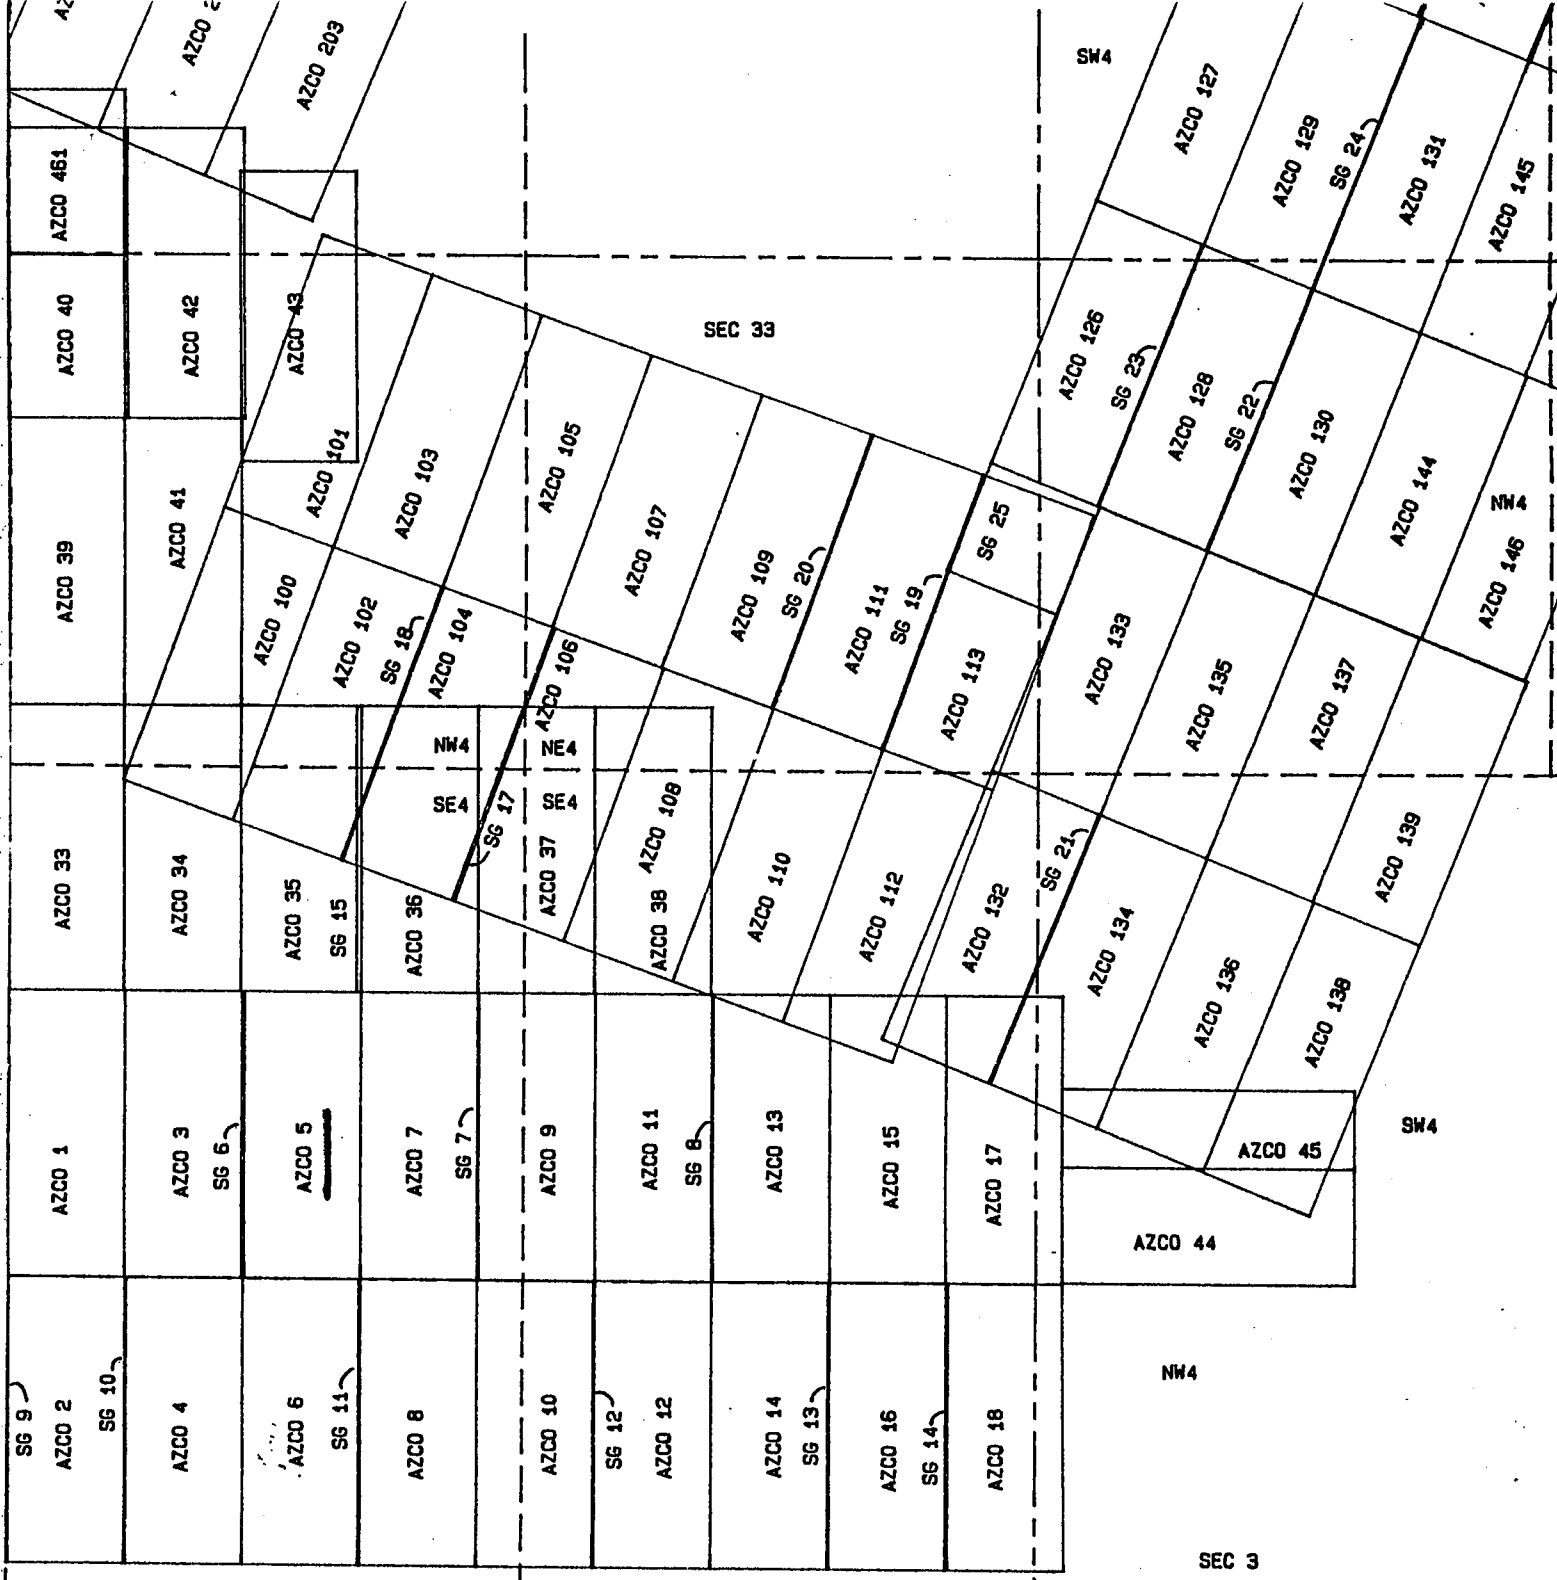 AZCO 203
SW4
AZCO 127
AZCO 129
SG 24
AZCO 131
AZCO 145
AZCO 461
AZCO 40
AZCO 42
AZCO 43
SEC 33
AZCO 126
SG 23
AZCO 128
SG 22
AZCO 130
AZCO 144
NW4
AZCO 146
AZCO 39
AZCO 41
AZCO 101
AZCO 103
AZCO 105
AZCO 107
AZCO 109
SG 20
AZCO 111
SG 19
SG 25
AZCO 113
AZCO 133
AZCO 135
AZCO 137
AZCO 100
AZCO 102
SG 18
AZCO 104
AZCO 106
NW4
NE4
SE4
SE4
SG 17
AZCO 33
AZCO 34
AZCO 35
SG 15
AZCO 36
AZCO 37
AZCO 38
AZCO 108
AZCO 110
AZCO 112
AZCO 132
SG 21
AZCO 134
AZCO 136
AZCO 138
AZCO 139
AZCO 1
AZCO 3
SG 6
AZCO 5
AZCO 7
SG 7
AZCO 9
AZCO 11
SG 8
AZCO 13
AZCO 15
AZCO 17
AZCO 45
SW4
AZCO 44
SG 9
AZCO 2
SG 10
AZCO 4
AZCO 6
SG 11
AZCO 8
AZCO 10
SG 12
AZCO 12
AZCO 14
SG 13
AZCO 16
SG 14
AZCO 18
NW4
SEC 3